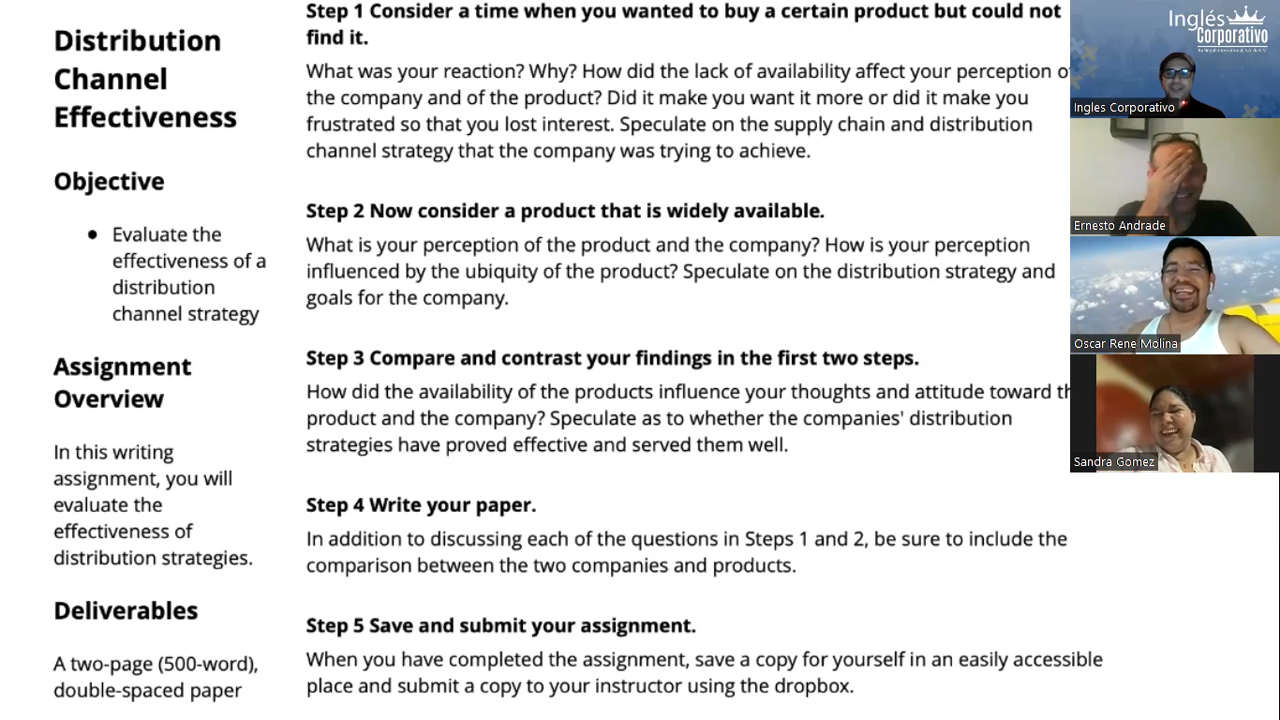 Distribution
Channel
Effectiveness
Objective
• Evaluate the
effectiveness of a
distribution
channel strategy
Assignment
Overview
In this writing
assignment, you will
evaluate the
effectiveness of
distribution strategies.
Deliverables
A two-page (500-word),
double-spaced paper
Step 1 Consider a time when you wanted to buy a certain product but could not
find it.
What was your reaction? Why? How did the lack of availability affect your perception o
the company and of the product? Did it make you want it more or did it make you
frustrated so that you lost interest. Speculate on the supply chain and distribution
channel strategy that the company was trying to achieve.
Step 2 Now consider a product that is widely available.
What is your perception of the product and the company? How is your perception
influenced by the ubiquity of the product? Speculate on the distribution strategy and
goals for the company.
Step 3 Compare and contrast your findings in the first two steps.
How did the availability of the products influence your thoughts and attitude toward th
product and the company? Speculate as to whether the companies' distribution
strategies have proved effective and served them well.
Step 4 Write your paper.
In addition to discussing each of the questions in Steps 1 and 2, be sure to include the
comparison between the two companies and products.
Step 5 Save and submit your assignment.
When you have completed the assignment, save a copy for yourself in an easily accessible
place and submit a copy to your instructor using the dropbox.
Inglés
Corporativo
Ingles Corporativo
Ernesto Andrade
Oscar Rene Molina
Sandra Gomez